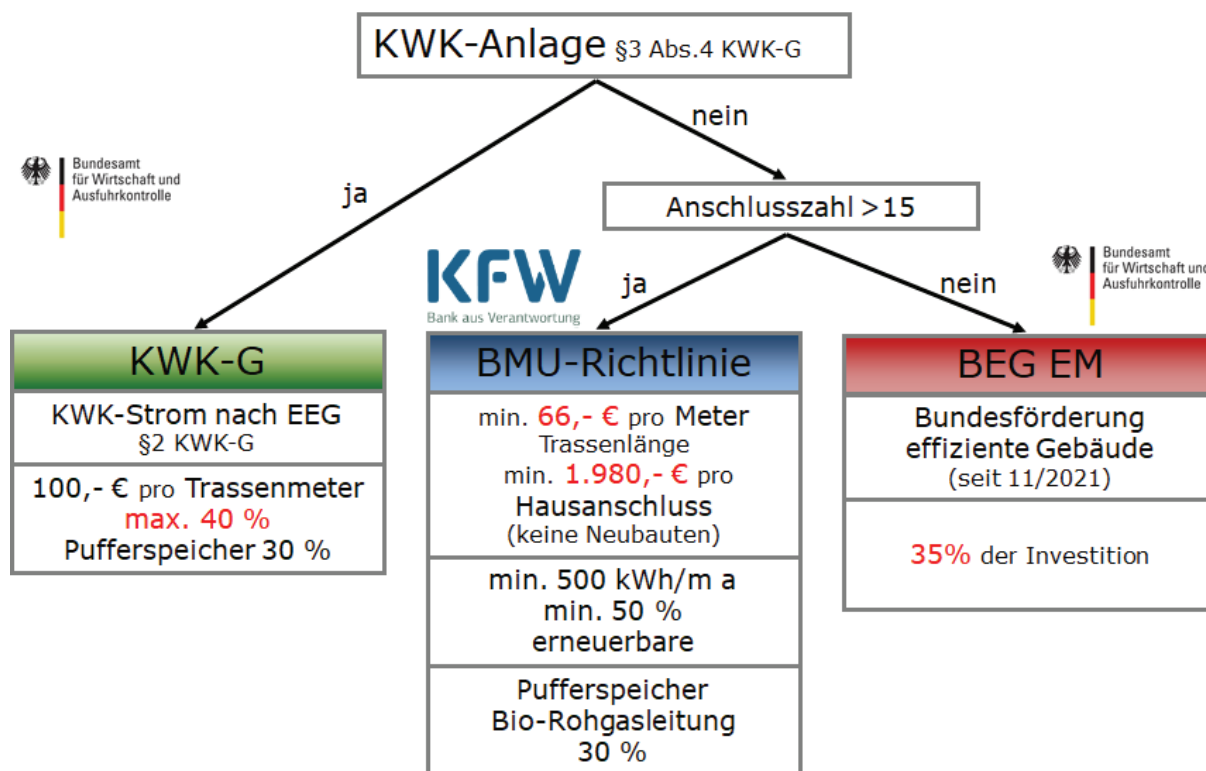 KWK-Anlage §3 Abs.4 KWK-G
nein
Bundesamt
für Wirtschaft und
Ausfuhrkontrolle
ja
Anschlusszahl >15
KFW
Bank aus Verantwortung
ja
nein
Bundesamt
für Wirtschaft und
Ausfuhrkontrolle
KWK-G
KWK-Strom nach EEG
§2 KWK-G
100,- € pro Trassenmeter
max. 40 %
Pufferspeicher 30 %
BMU-Richtlinie
min. 66,- € pro Meter
Trassenlänge
min. 1.980,- € pro
Hausanschluss
(keine Neubauten)
min. 500 kWh/m a
min. 50 %
erneuerbare
Pufferspeicher
Bio-Rohgasleitung
30 %
BEG EM
Bundesförderung
effiziente Gebäude
(seit 11/2021)
35% der Investition